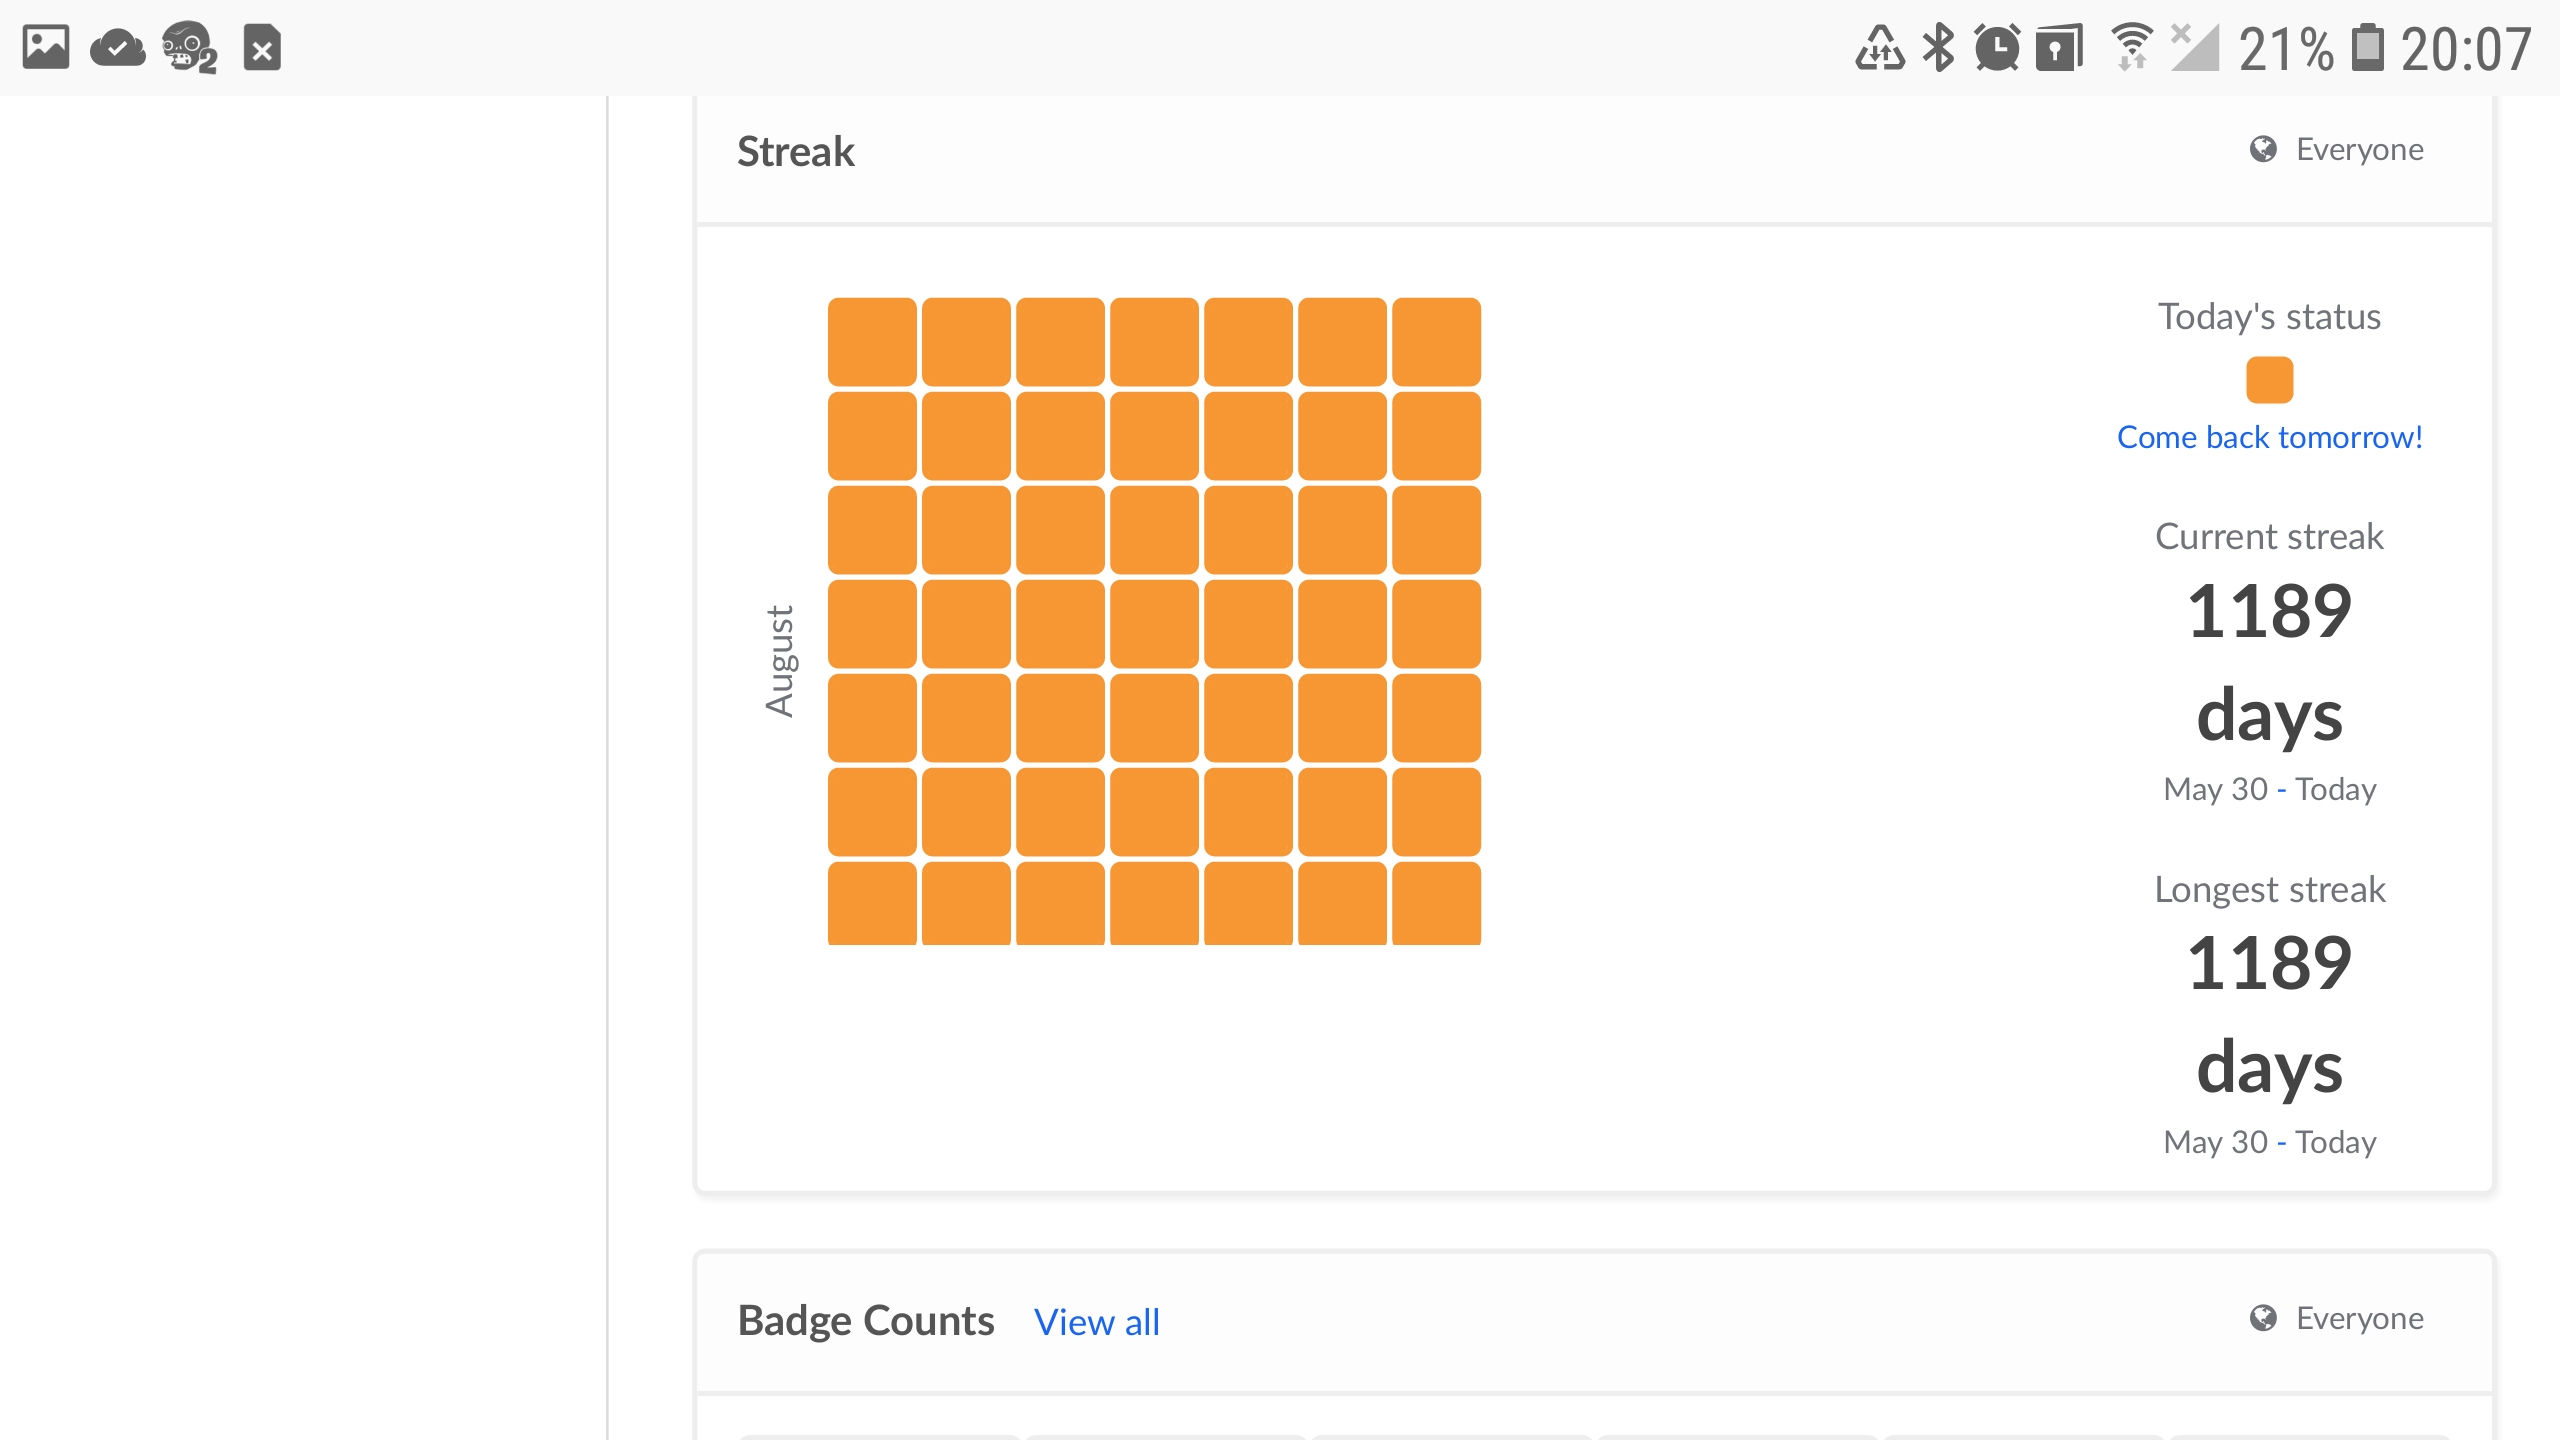 21% 20:07
Streak
Everyone
August
Today's status
Come back tomorrow!
Current streak
1189
days
May 30 - Today
Longest streak
1189
days
May 30 - Today
Badge Counts View all
Everyone